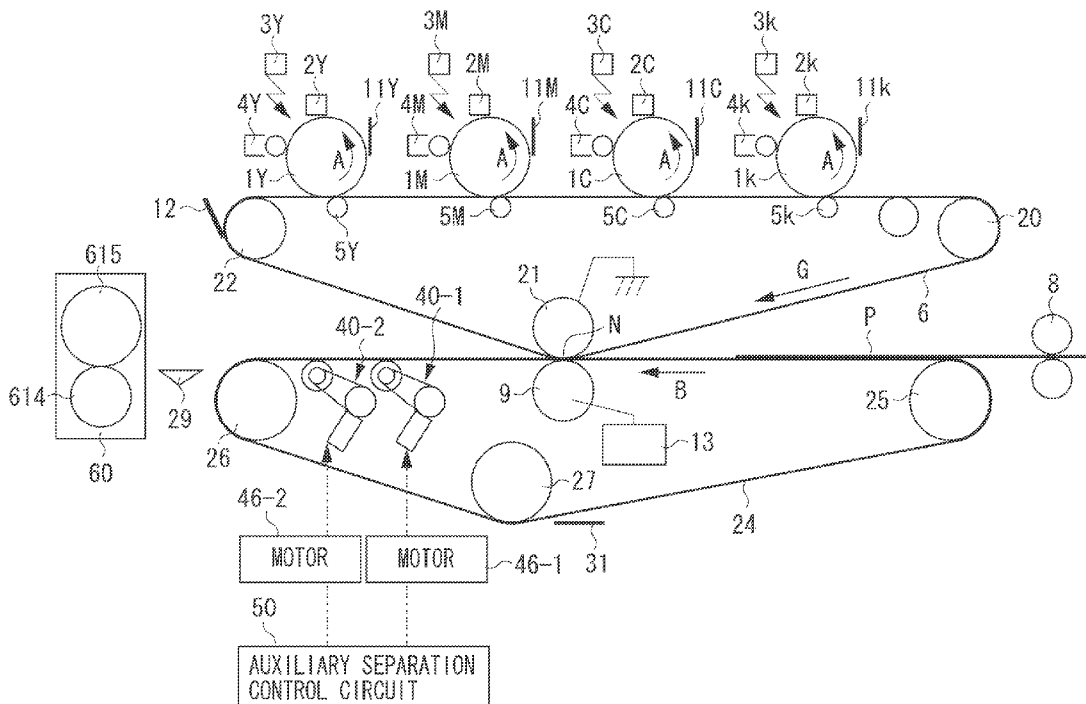 3Y 3M 3C 3k
2Y 2M 2C 2k
11Y 11M 11C 11k
4Y 4M 4C 4k
A A A A
1Y 1M 1C 1k
12
5Y 5M 5C 5k
20
22
615
21
G
6
40-1
8
40-2
N
P
614
29
9
B
25
26
13
60
27
24
46-2
MOTOR MOTOR
46-1
31
50
AUXILIARY SEPARATION
CONTROL CIRCUIT